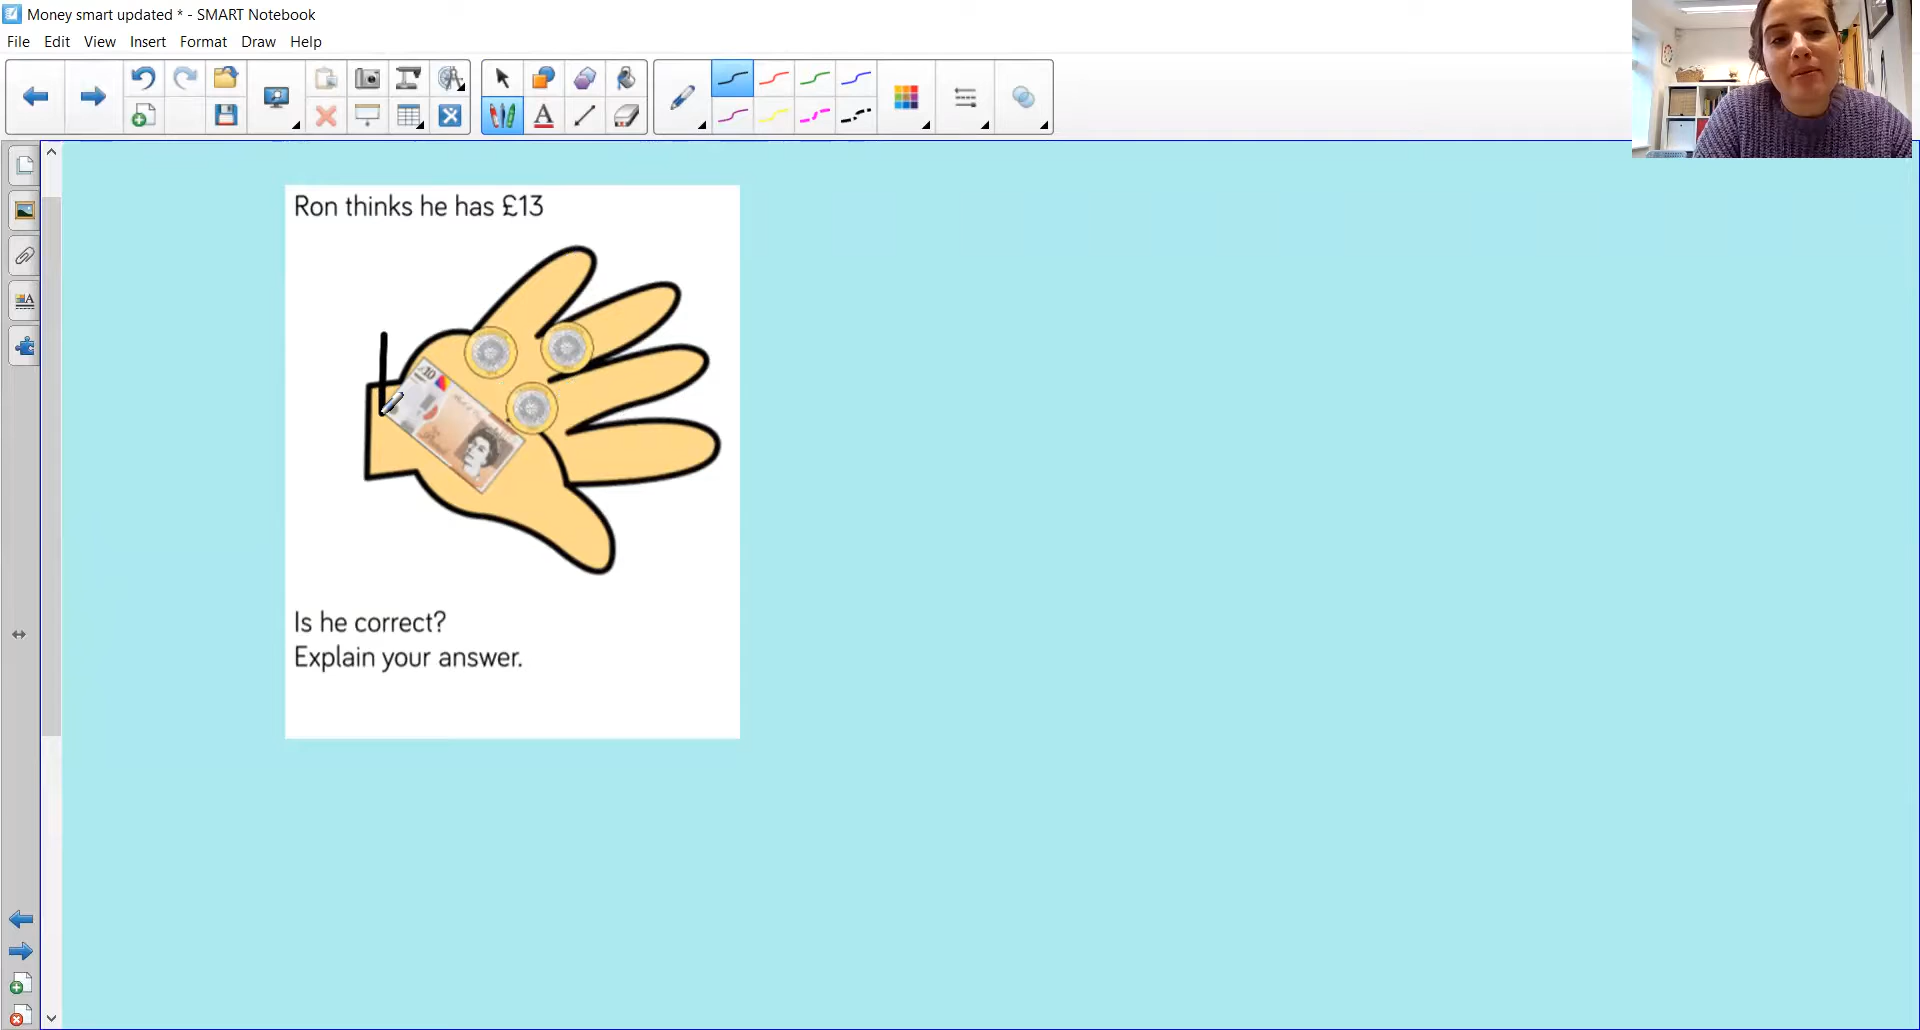 Money smart updated * - SMART Notebook
File Edit View Insert Format Draw Help
Ron thinks he has £13
10
Is he correct?
Explain your answer.